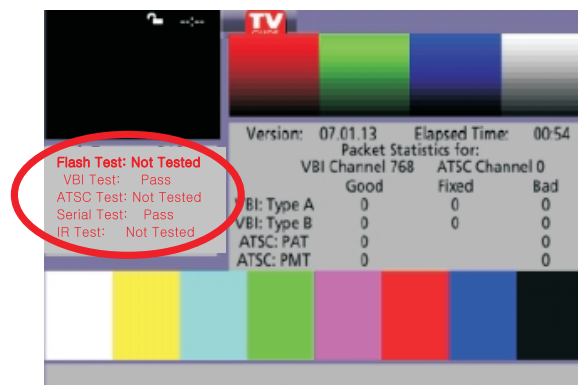 --:--
TV
GUIDE
Version: 07.01.13 Elapsed Time: 00:54
Packet Statistics for:
VBI Channel 768 ATSC Channel 0
Good Fixed Bad
VBI: Type A 0 0 0
VBI: Type B 0 0 0
ATSC: PAT 0 0
ATSC: PMT 0 0
Flash Test: Not Tested
VBI Test: Pass
ATSC Test: Not Tested
Serial Test: Pass
IR Test: Not Tested